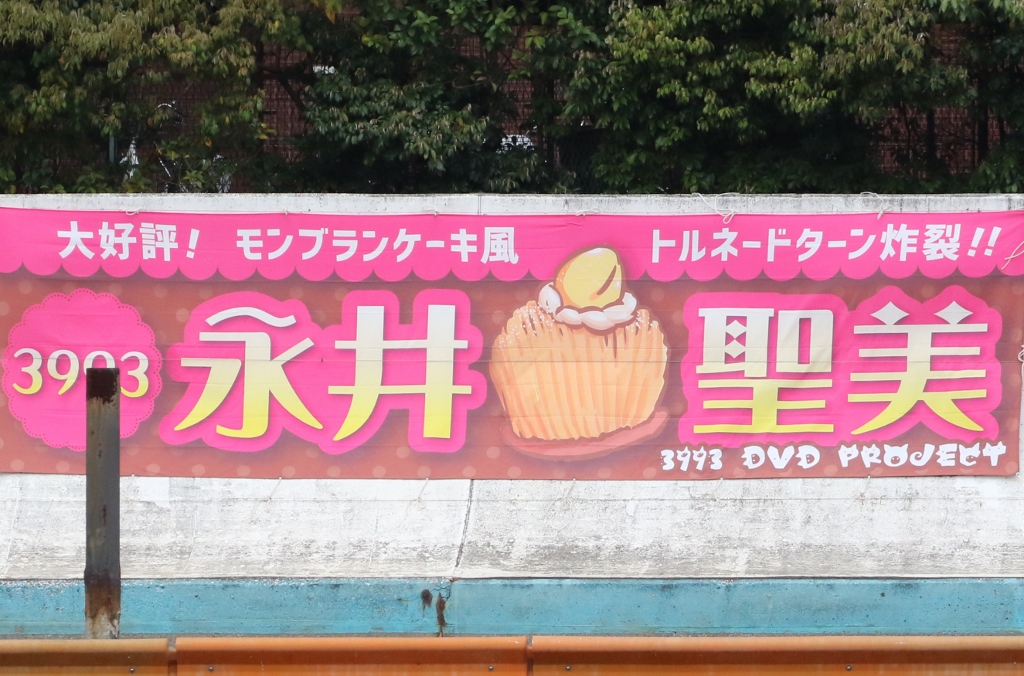 大好評! モンブランケーキ風 トルネードターン炸裂!!
3993 永井 聖美
3993 DVD PROJECT